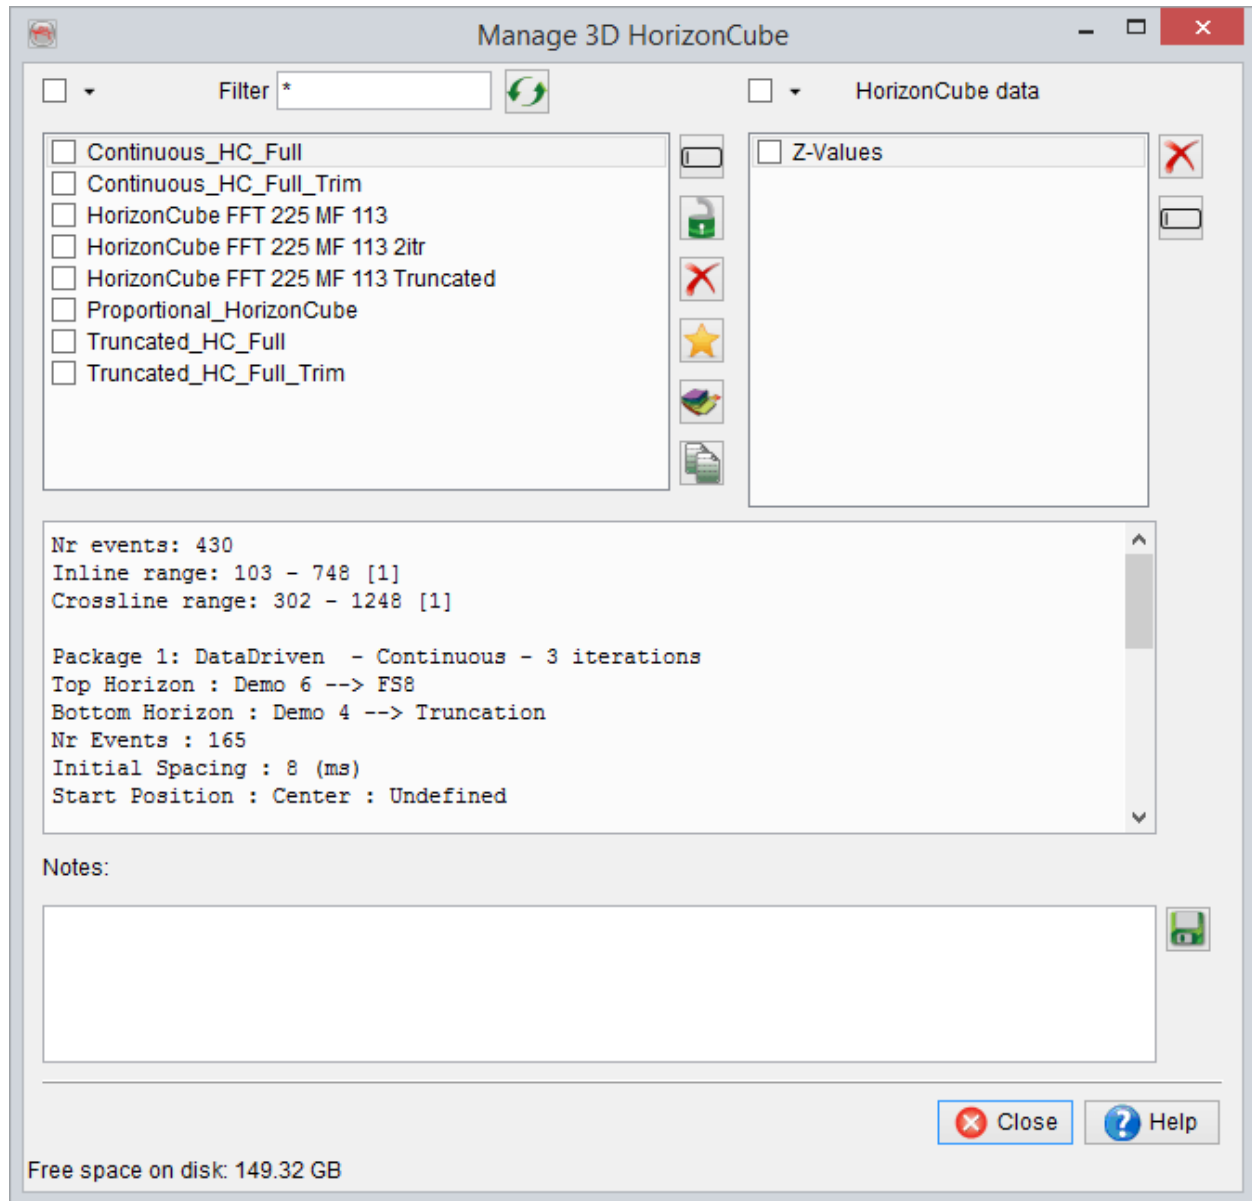 Manage 3D HorizonCube
Filter *
HorizonCube data
Continuous_HC_Full
Continuous_HC_Full_Trim
HorizonCube FFT 225 MF 113
HorizonCube FFT 225 MF 113 2itr
HorizonCube FFT 225 MF 113 Truncated
Proportional_HorizonCube
Truncated_HC_Full
Truncated_HC_Full_Trim
Z-Values
Nr events: 430
Inline range: 103 - 748 [1]
Crossline range: 302 - 1248 [1]
Package 1: DataDriven  - Continuous - 3 iterations
Top Horizon : Demo 6 --> FS8
Bottom Horizon : Demo 4 --> Truncation
Nr Events : 165
Initial Spacing : 8 (ms)
Start Position : Center : Undefined
Notes:
Close
Help
Free space on disk: 149.32 GB